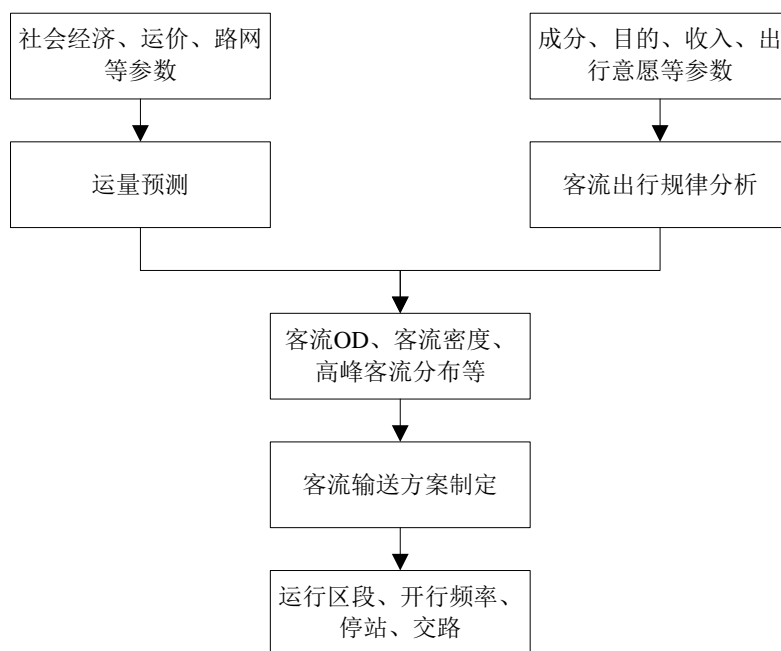 社会经济、运价、路网
等参数
成分、目的、收入、出
行意愿等参数
运量预测
客流出行规律分析
客流OD、客流密度、
高峰客流分布等
客流输送方案制定
运行区段、开行频率、
停站、交路